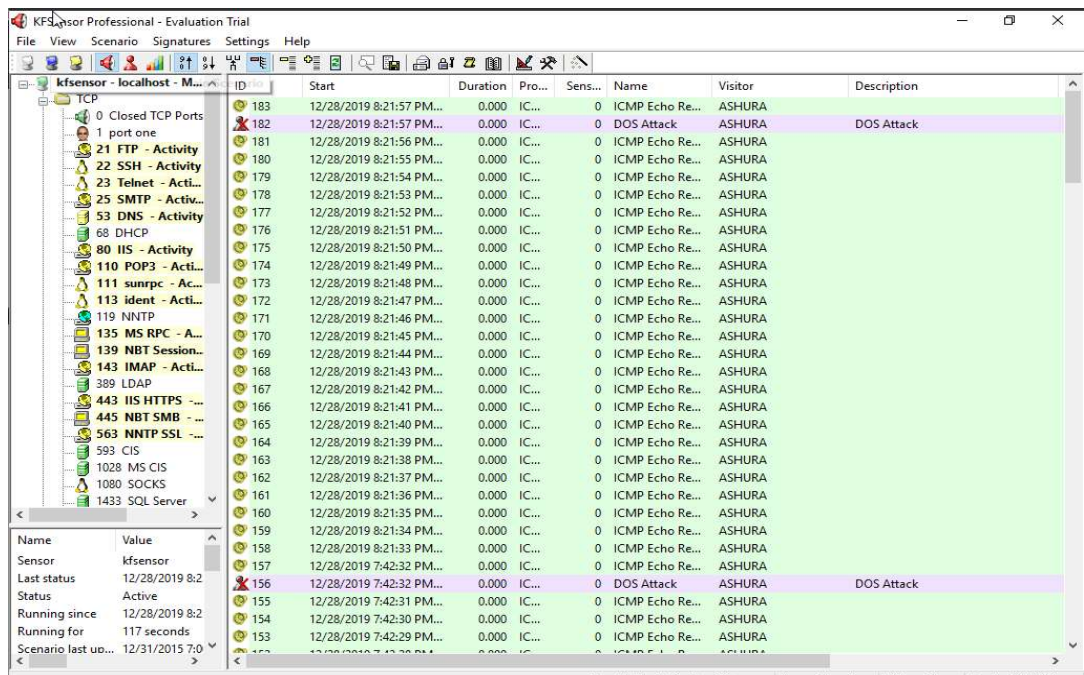 KFSensor Professional - Evaluation Trial
File View Scenario Signatures Settings Help
kfsensor - localhost - M...
TCP
0 Closed TCP Ports
1 port one
21 FTP - Activity
22 SSH - Activity
23 Telnet - Acti...
25 SMTP - Activ...
53 DNS - Activity
68 DHCP
80 IIS - Activity
110 POP3 - Acti...
111 sunrpc - Ac...
113 ident - Acti...
119 NNTP
135 MS RPC - A...
139 NBT Session...
143 IMAP - Acti...
389 LDAP
443 IIS HTTPS -...
445 NBT SMB - ...
563 NNTP SSL -...
593 CIS
1028 MS CIS
1080 SOCKS
1433 SQL Server
Name Value
Sensor kfsensor
Last status 12/28/2019 8:2
Status Active
Running since 12/28/2019 8:2
Running for 117 seconds
Scenario last up... 12/31/2015 7:0
ID Start Duration Pro... Sens... Name Visitor Description
183 12/28/2019 8:21:57 PM... 0.000 IC... 0 ICMP Echo Re... ASHURA
182 12/28/2019 8:21:57 PM... 0.000 IC... 0 DOS Attack ASHURA DOS Attack
181 12/28/2019 8:21:56 PM... 0.000 IC... 0 ICMP Echo Re... ASHURA
180 12/28/2019 8:21:55 PM... 0.000 IC... 0 ICMP Echo Re... ASHURA
179 12/28/2019 8:21:54 PM... 0.000 IC... 0 ICMP Echo Re... ASHURA
178 12/28/2019 8:21:53 PM... 0.000 IC... 0 ICMP Echo Re... ASHURA
177 12/28/2019 8:21:52 PM... 0.000 IC... 0 ICMP Echo Re... ASHURA
176 12/28/2019 8:21:51 PM... 0.000 IC... 0 ICMP Echo Re... ASHURA
175 12/28/2019 8:21:50 PM... 0.000 IC... 0 ICMP Echo Re... ASHURA
174 12/28/2019 8:21:49 PM... 0.000 IC... 0 ICMP Echo Re... ASHURA
173 12/28/2019 8:21:48 PM... 0.000 IC... 0 ICMP Echo Re... ASHURA
172 12/28/2019 8:21:47 PM... 0.000 IC... 0 ICMP Echo Re... ASHURA
171 12/28/2019 8:21:46 PM... 0.000 IC... 0 ICMP Echo Re... ASHURA
170 12/28/2019 8:21:45 PM... 0.000 IC... 0 ICMP Echo Re... ASHURA
169 12/28/2019 8:21:44 PM... 0.000 IC... 0 ICMP Echo Re... ASHURA
168 12/28/2019 8:21:43 PM... 0.000 IC... 0 ICMP Echo Re... ASHURA
167 12/28/2019 8:21:42 PM... 0.000 IC... 0 ICMP Echo Re... ASHURA
166 12/28/2019 8:21:41 PM... 0.000 IC... 0 ICMP Echo Re... ASHURA
165 12/28/2019 8:21:40 PM... 0.000 IC... 0 ICMP Echo Re... ASHURA
164 12/28/2019 8:21:39 PM... 0.000 IC... 0 ICMP Echo Re... ASHURA
163 12/28/2019 8:21:38 PM... 0.000 IC... 0 ICMP Echo Re... ASHURA
162 12/28/2019 8:21:37 PM... 0.000 IC... 0 ICMP Echo Re... ASHURA
161 12/28/2019 8:21:36 PM... 0.000 IC... 0 ICMP Echo Re... ASHURA
160 12/28/2019 8:21:35 PM... 0.000 IC... 0 ICMP Echo Re... ASHURA
159 12/28/2019 8:21:34 PM... 0.000 IC... 0 ICMP Echo Re... ASHURA
158 12/28/2019 8:21:33 PM... 0.000 IC... 0 ICMP Echo Re... ASHURA
157 12/28/2019 7:42:32 PM... 0.000 IC... 0 ICMP Echo Re... ASHURA
156 12/28/2019 7:42:32 PM... 0.000 IC... 0 DOS Attack ASHURA DOS Attack
155 12/28/2019 7:42:31 PM... 0.000 IC... 0 ICMP Echo Re... ASHURA
154 12/28/2019 7:42:30 PM... 0.000 IC... 0 ICMP Echo Re... ASHURA
153 12/28/2019 7:42:29 PM... 0.000 IC... 0 ICMP Echo Re... ASHURA